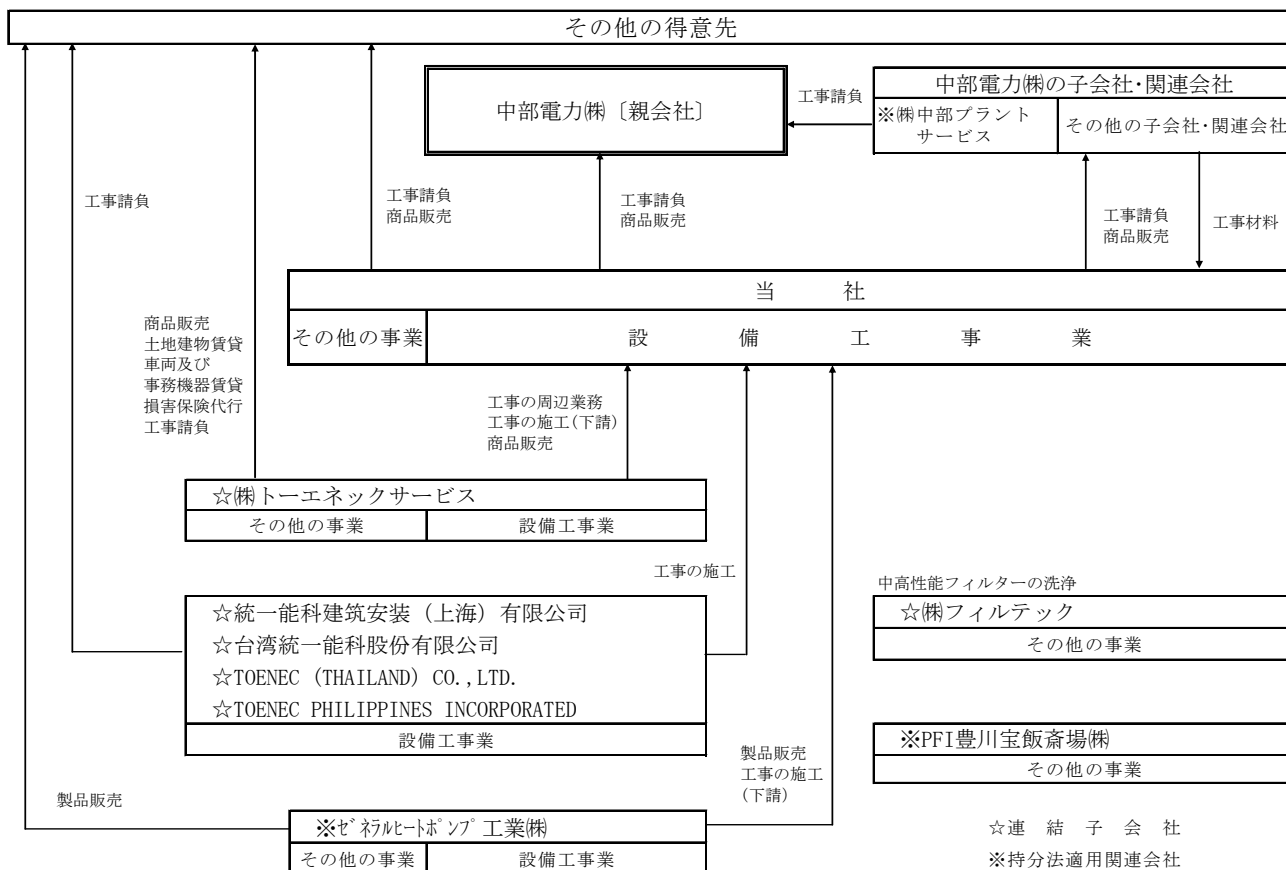 その他の得意先
中部電力㈱〔親会社〕
工事請負
中部電力㈱の子会社・関連会社
※㈱中部プラント
サービス
その他の子会社・関連会社
工事請負
工事請負
商品販売
工事請負
商品販売
工事請負
商品販売
工事材料
当　　社
その他の事業
設　備　工　事　業
商品販売
土地建物賃貸
車両及び
事務機器賃貸
損害保険代行
工事請負
工事の周辺業務
工事の施工(下請)
商品販売
☆㈱トーエネックサービス
その他の事業
設備工事業
工事の施工
☆統一能科建筑安装（上海）有限公司
☆台湾統一能科股份有限公司
☆TOENEC (THAILAND) CO.,LTD.
☆TOENEC PHILIPPINES INCORPORATED
設備工事業
中高性能フィルターの洗浄
☆㈱フィルテック
その他の事業
※PFI豊川宝飯斎場㈱
その他の事業
製品販売
工事の施工
(下請)
製品販売
※ｾﾞﾈﾗﾙﾋｰﾄﾎﾟﾝﾌﾟ工業㈱
その他の事業
設備工事業
☆連　結　子　会　社
※持分法適用関連会社